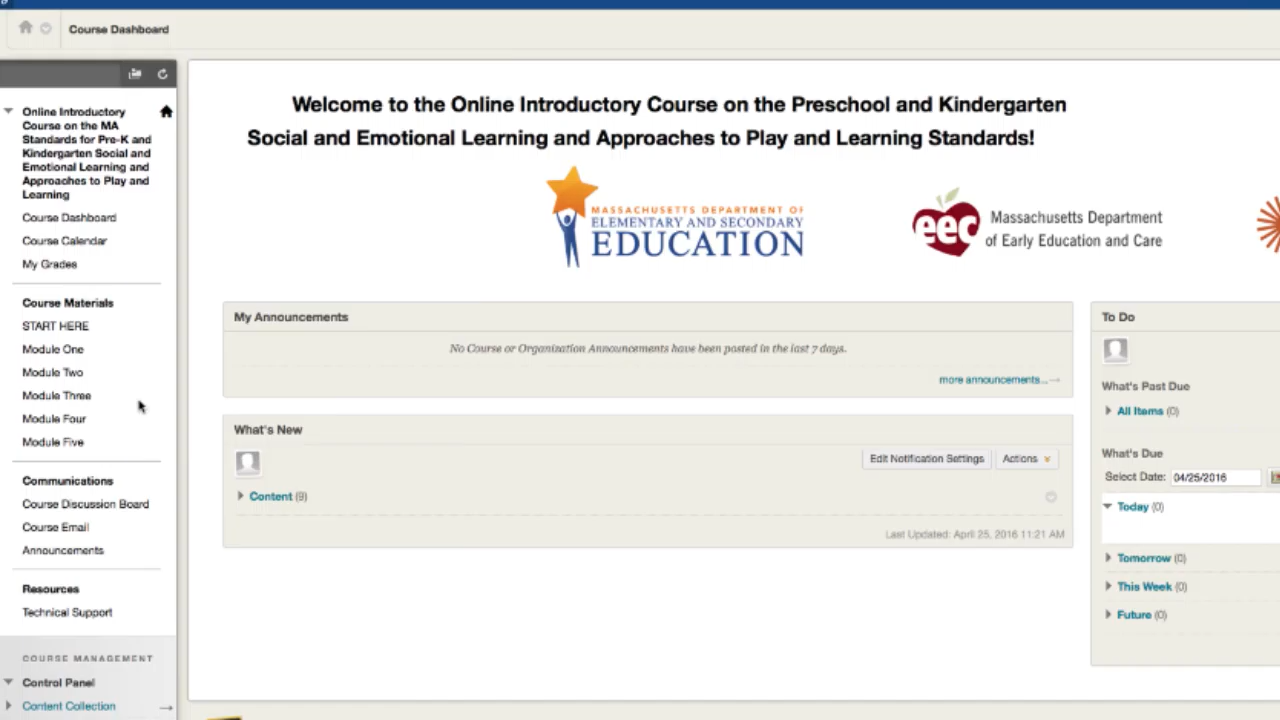 Course Dashboard
Online Introductory
Course on the MA
Standards for Pre-K and
Kindergarten Social and
Emotional Learning and
Approaches to Play and
Learning
Course Dashboard
Course Calendar
My Grades
Course Materials
START HERE
Module One
Module Two
Module Three
Module Four
Module Five
Communications
Course Discussion Board
Course Email
Announcements
Resources
Technical Support
COURSE MANAGEMENT
Control Panel
Content Collection
Welcome to the Online Introductory Course on the Preschool and Kindergarten
Social and Emotional Learning and Approaches to Play and Learning Standards!
MASSACHUSETTS DEPARTMENT OF
ELEMENTARY AND SECONDARY
EDUCATION
eec
Massachusetts Department
of Early Education and Care
My Announcements
No Course or Organization Announcements have been posted in the last 7 days.
more announcements...
What's New
Edit Notification Settings Actions
Content (9)
Last Updated: April 25, 2016 11:21 AM
To Do
What's Past Due
All Items (0)
What's Due
Select Date: 04/25/2016
Today (0)
Tomorrow (0)
This Week (0)
Future (0)